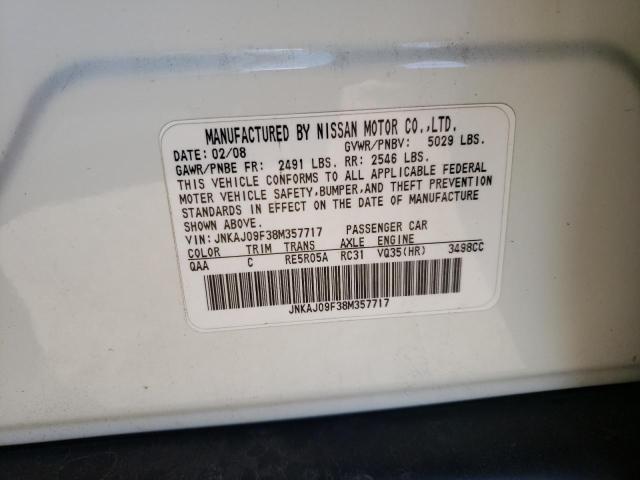 MANUFACTURED BY NISSAN MOTOR CO.,LTD.
DATE: 02/08 GVWR/PNBV: 5029 LBS.
GAWR/PNBE FR: 2491 LBS. RR: 2546 LBS.
THIS VEHICLE CONFORMS TO ALL APPLICABLE FEDERAL
MOTER VEHICLE SAFETY,BUMPER,AND THEFT PREVENTION
STANDARDS IN EFFECT ON THE DATE OF MANUFACTURE
SHOWN ABOVE.
VIN:JNKAJ09F38M357717 PASSENGER CAR
COLOR TRIM TRANS AXLE ENGINE
QAA C RE5R05A RC31 VQ35(HR) 3498CC
JNKAJ09F38M357717